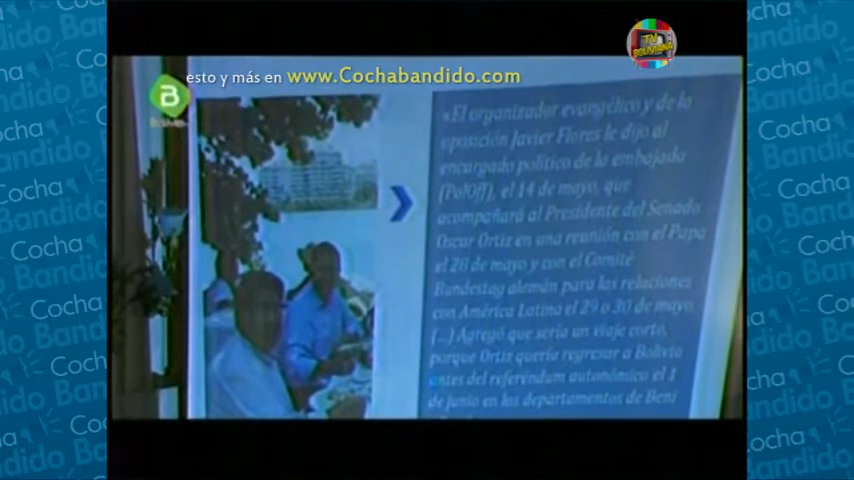 TV
BOLIVIANA
esto y más en www.Cochabandido.com
B
«El organizador evangélico y de la
oposición Javier Flores le dijo al
encargado político de la embajada
(PolOff), el 14 de mayo, que
acompañará al Presidente del Senado
Oscar Ortiz en una reunión con el Papa
el 28 de mayo y con el Comité
Bundestag alemán para las relaciones
con América Latina el 29 o 30 de mayo.
(...) Agregó que sería un viaje corto,
porque Ortiz quería regresar a Bolivia
antes del referéndum autonómico el 1
de junio en los departamentos de Beni
Cocha
Bandido